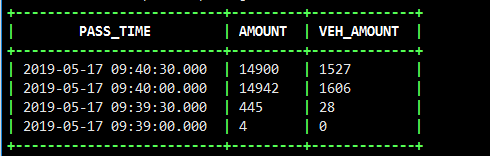 PASS_TIME | AMOUNT | VEH_AMOUNT
2019-05-17 09:40:30.000 | 14900 | 1527
2019-05-17 09:40:00.000 | 14942 | 1606
2019-05-17 09:39:30.000 | 445 | 28
2019-05-17 09:39:00.000 | 4 | 0